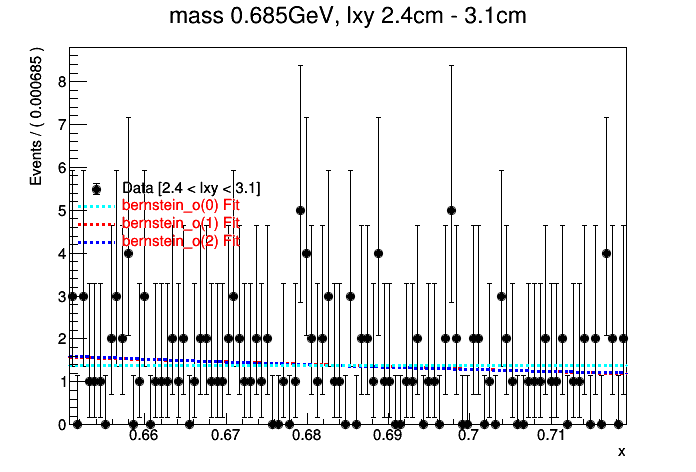 mass 0.685GeV, lxy 2.4cm - 3.1cm
Events / ( 0.000685 )
8
7
6
5
4
3
2
1
0
Data [2.4 < lxy < 3.1]
bernstein_o(0) Fit
bernstein_o(1) Fit
bernstein_o(2) Fit
0.66 0.67 0.68 0.69 0.7 0.71
x